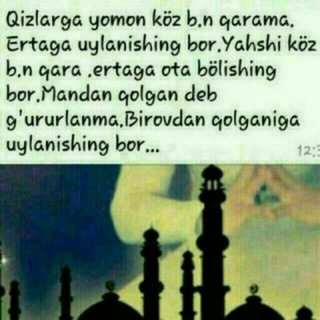 Qizlarga yomon köz b.n qarama.
Ertaga uylanishing bor.Yahshi köz
b.n qara .ertaga ota bölishing
bor.Mandan qolgan deb
g'ururlanma.Birovdan qolganiga
uylanishing bor...